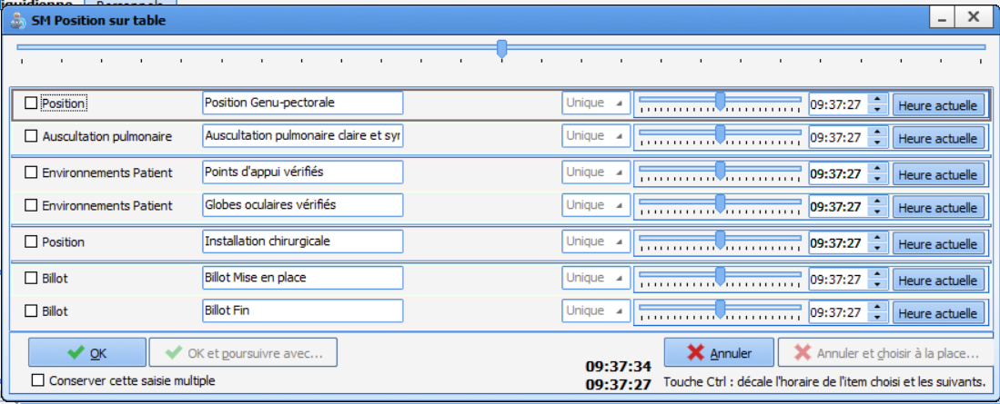 Personnels
SM Position sur table
Position Position Genu-pectorale Unique 09:37:27 Heure actuelle
Auscultation pulmonaire Auscultation pulmonaire claire et syr Unique 09:37:27 Heure actuelle
Environnements Patient Points d'appui vérifiés Unique 09:37:27 Heure actuelle
Environnements Patient Globes oculaires vérifiés Unique 09:37:27 Heure actuelle
Position Installation chirurgicale Unique 09:37:27 Heure actuelle
Billot Billot Mise en place Unique 09:37:27 Heure actuelle
Billot Billot Fin Unique 09:37:27 Heure actuelle
OK OK et poursuivre avec... Annuler Annuler et choisir à la place...
09:37:34
Conserver cette saisie multiple 09:37:27 Touche Ctrl : décale l'horaire de l'item choisi et les suivants.